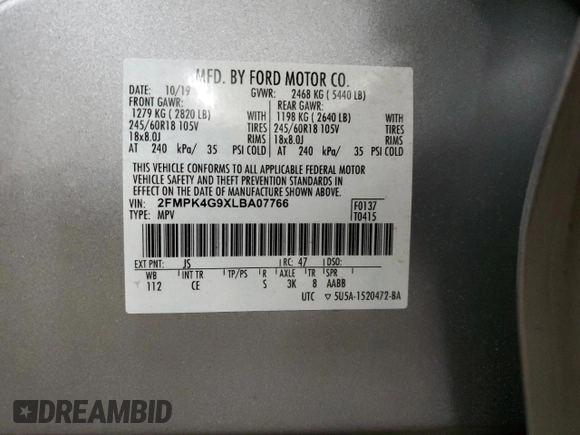 MFD. BY FORD MOTOR CO.
DATE: 10/19 GVWR: 2468 KG ( 5440 LB)
FRONT GAWR: REAR GAWR:
1279 KG ( 2820 LB) WITH 1198 KG ( 2640 LB) WITH
245/60R18 105V TIRES 245/60R18 105V TIRES
18x8.0J RIMS 18x8.0J RIMS
AT 240 kPa/ 35 PSI COLD AT 240 kPa/ 35 PSI COLD
THIS VEHICLE CONFORMS TO ALL APPLICABLE FEDERAL MOTOR
VEHICLE SAFETY AND THEFT PREVENTION STANDARDS IN
EFFECT ON THE DATE OF MANUFACTURE SHOWN ABOVE.
VIN: 2FMPK4G9XLBA07766 F0137
TYPE: MPV T0415
EXT PNT: JS RC: 47 DSO:
WB INT TR TP/PS R AXLE TR SPR
112 CE S 3K 8 AABB
UTC ▽ 5U5A-1520472-BA
DREAMBID